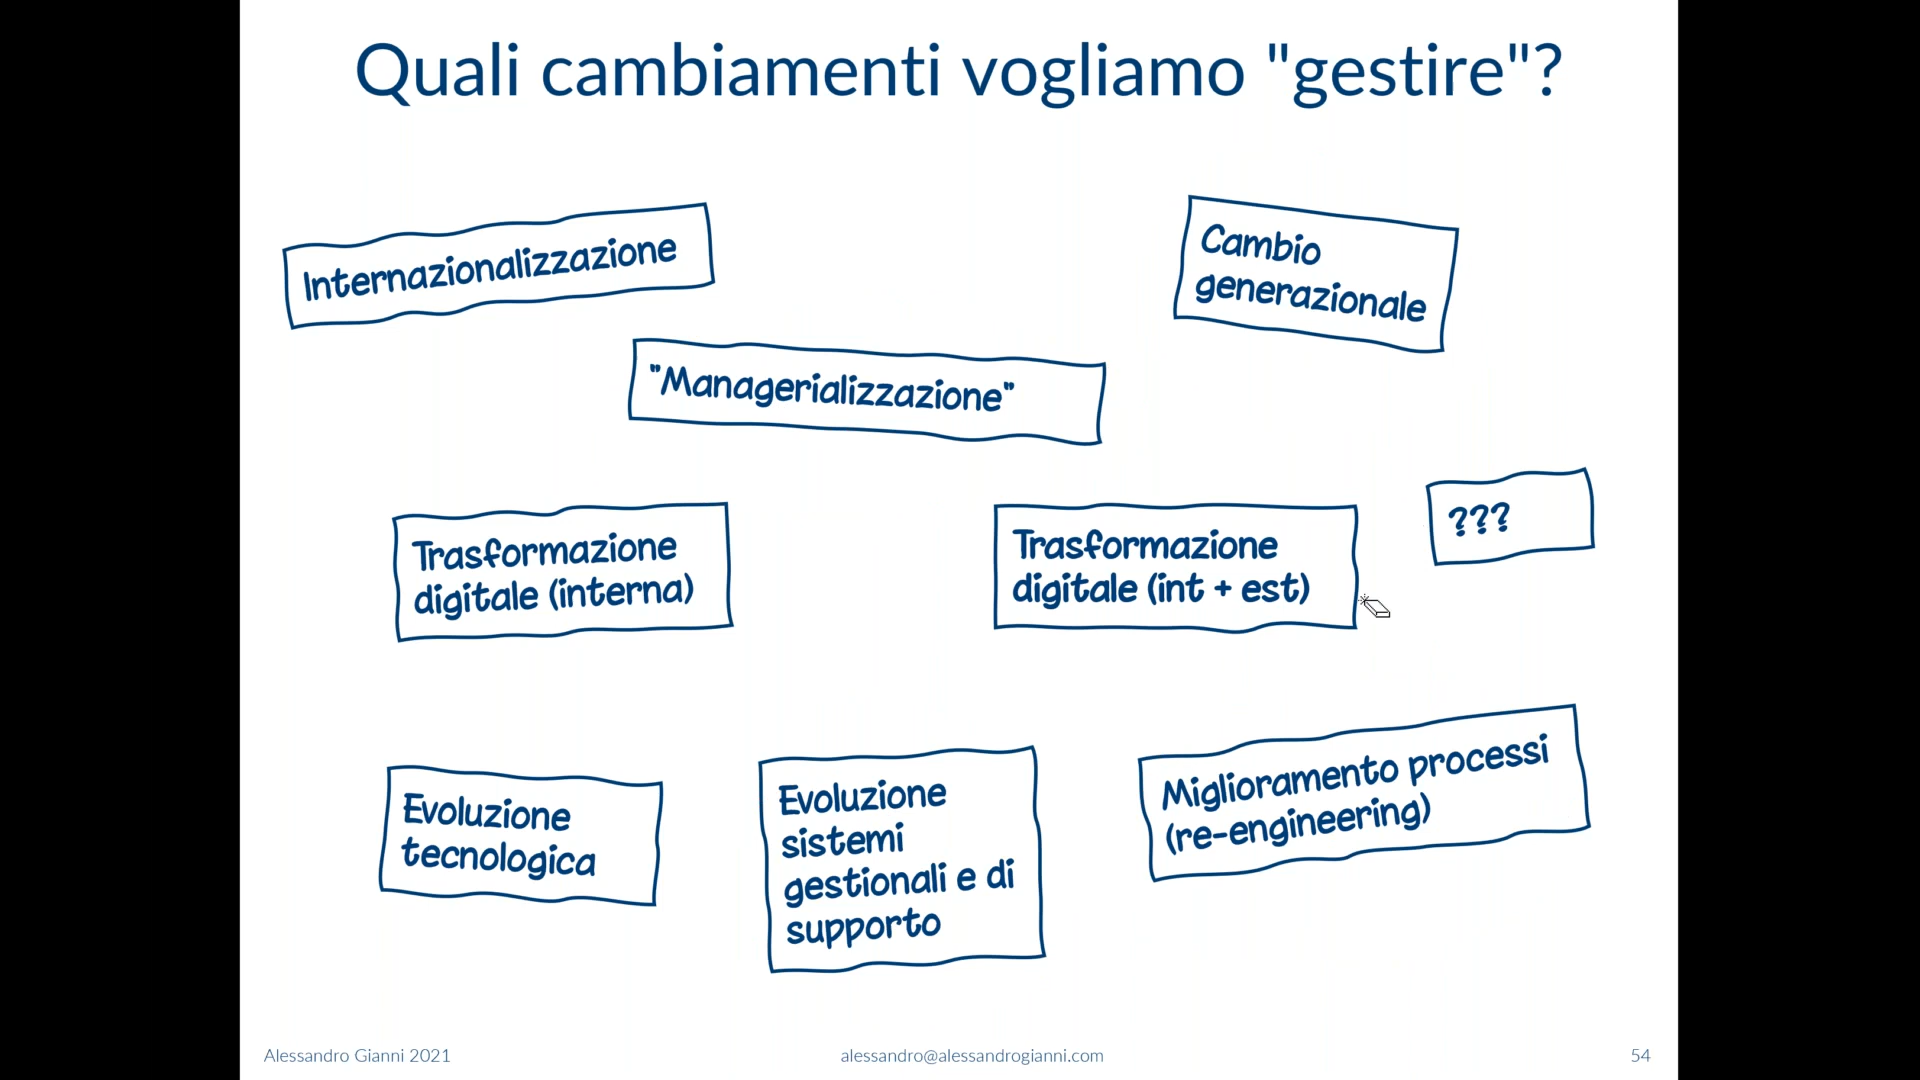 Quali cambiamenti vogliamo "gestire"?
Internazionalizzazione
Cambio
generazionale
"Managerializzazione"
Trasformazione
digitale (interna)
Trasformazione
digitale (int + est)
???
Evoluzione
tecnologica
Evoluzione
sistemi
gestionali e di
supporto
Miglioramento processi
(re-engineering)
Alessandro Gianni 2021
alessandro@alessandrogianni.com
54